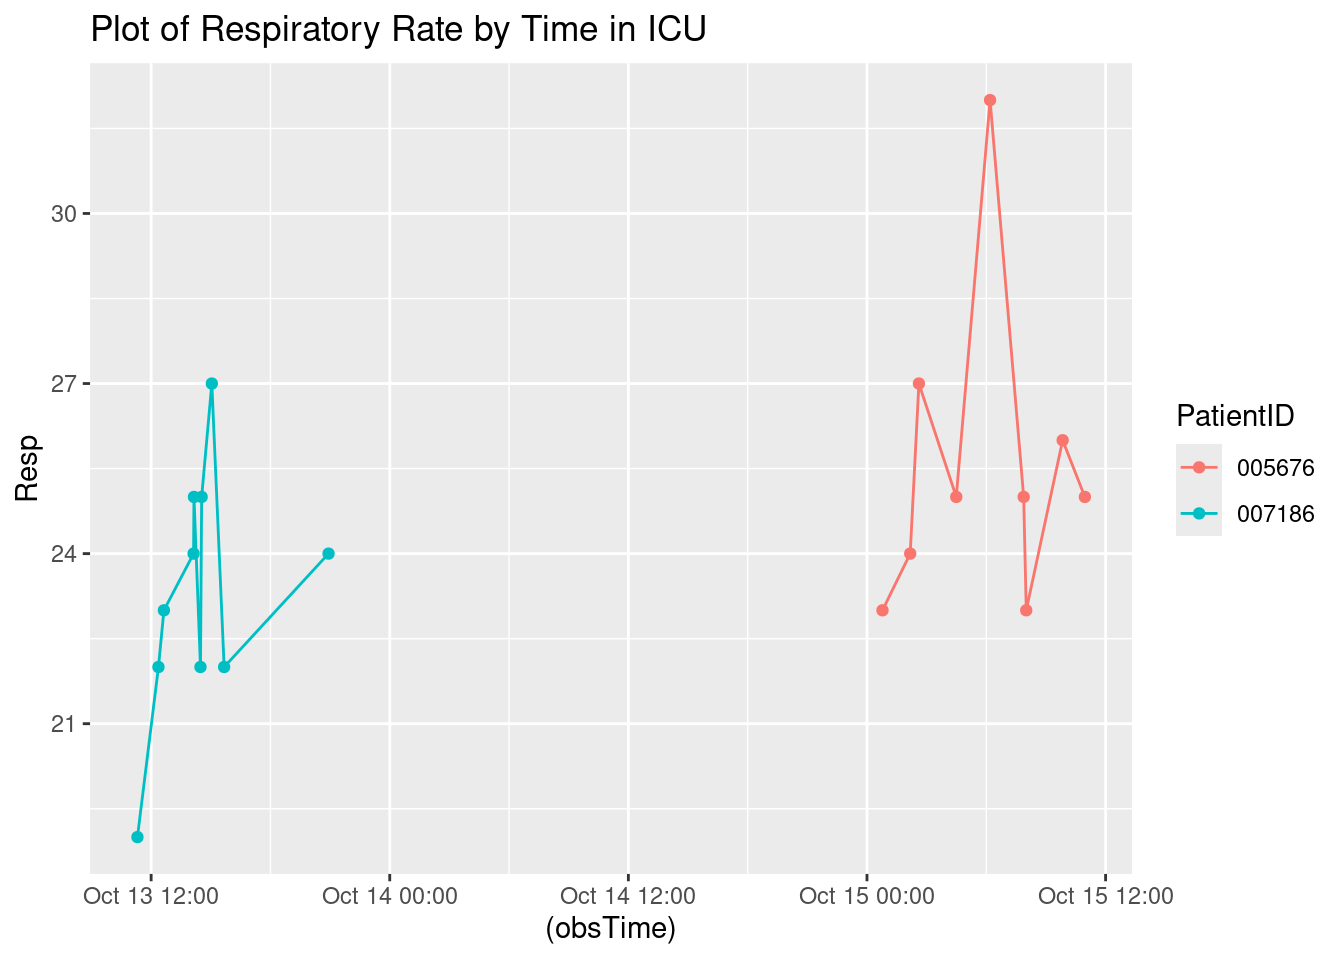 Plot of Respiratory Rate by Time in ICU
30
27
24
21
Resp
Oct 13 12:00
Oct 14 00:00
Oct 14 12:00
Oct 15 00:00
Oct 15 12:00
(obsTime)
PatientID
005676
007186